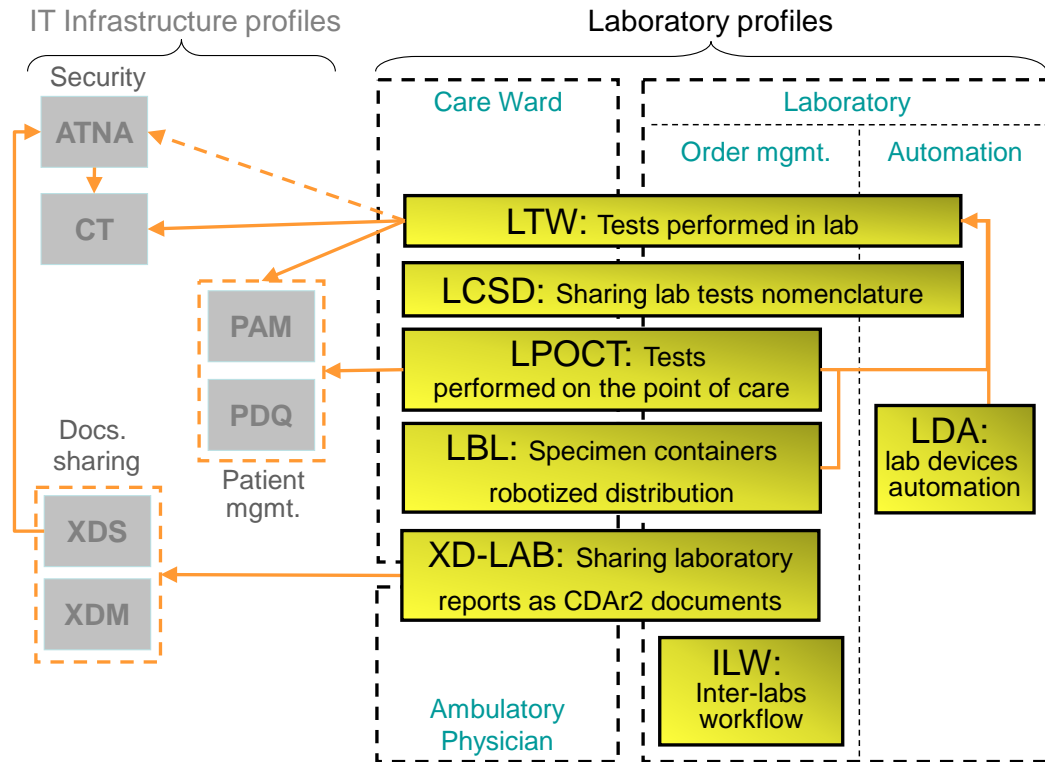 IT Infrastructure profiles
Laboratory profiles
Security
ATNA
CT
PAM
PDQ
Patient
mgmt.
Docs.
sharing
XDS
XDM
Care Ward
Laboratory
Order mgmt.
Automation
LTW: Tests performed in lab
LCSD: Sharing lab tests nomenclature
LPOCT: Tests
performed on the point of care
LBL: Specimen containers
robotized distribution
LDA:
lab devices
automation
XD-LAB: Sharing laboratory
reports as CDAr2 documents
ILW:
Inter-labs
workflow
Ambulatory
Physician